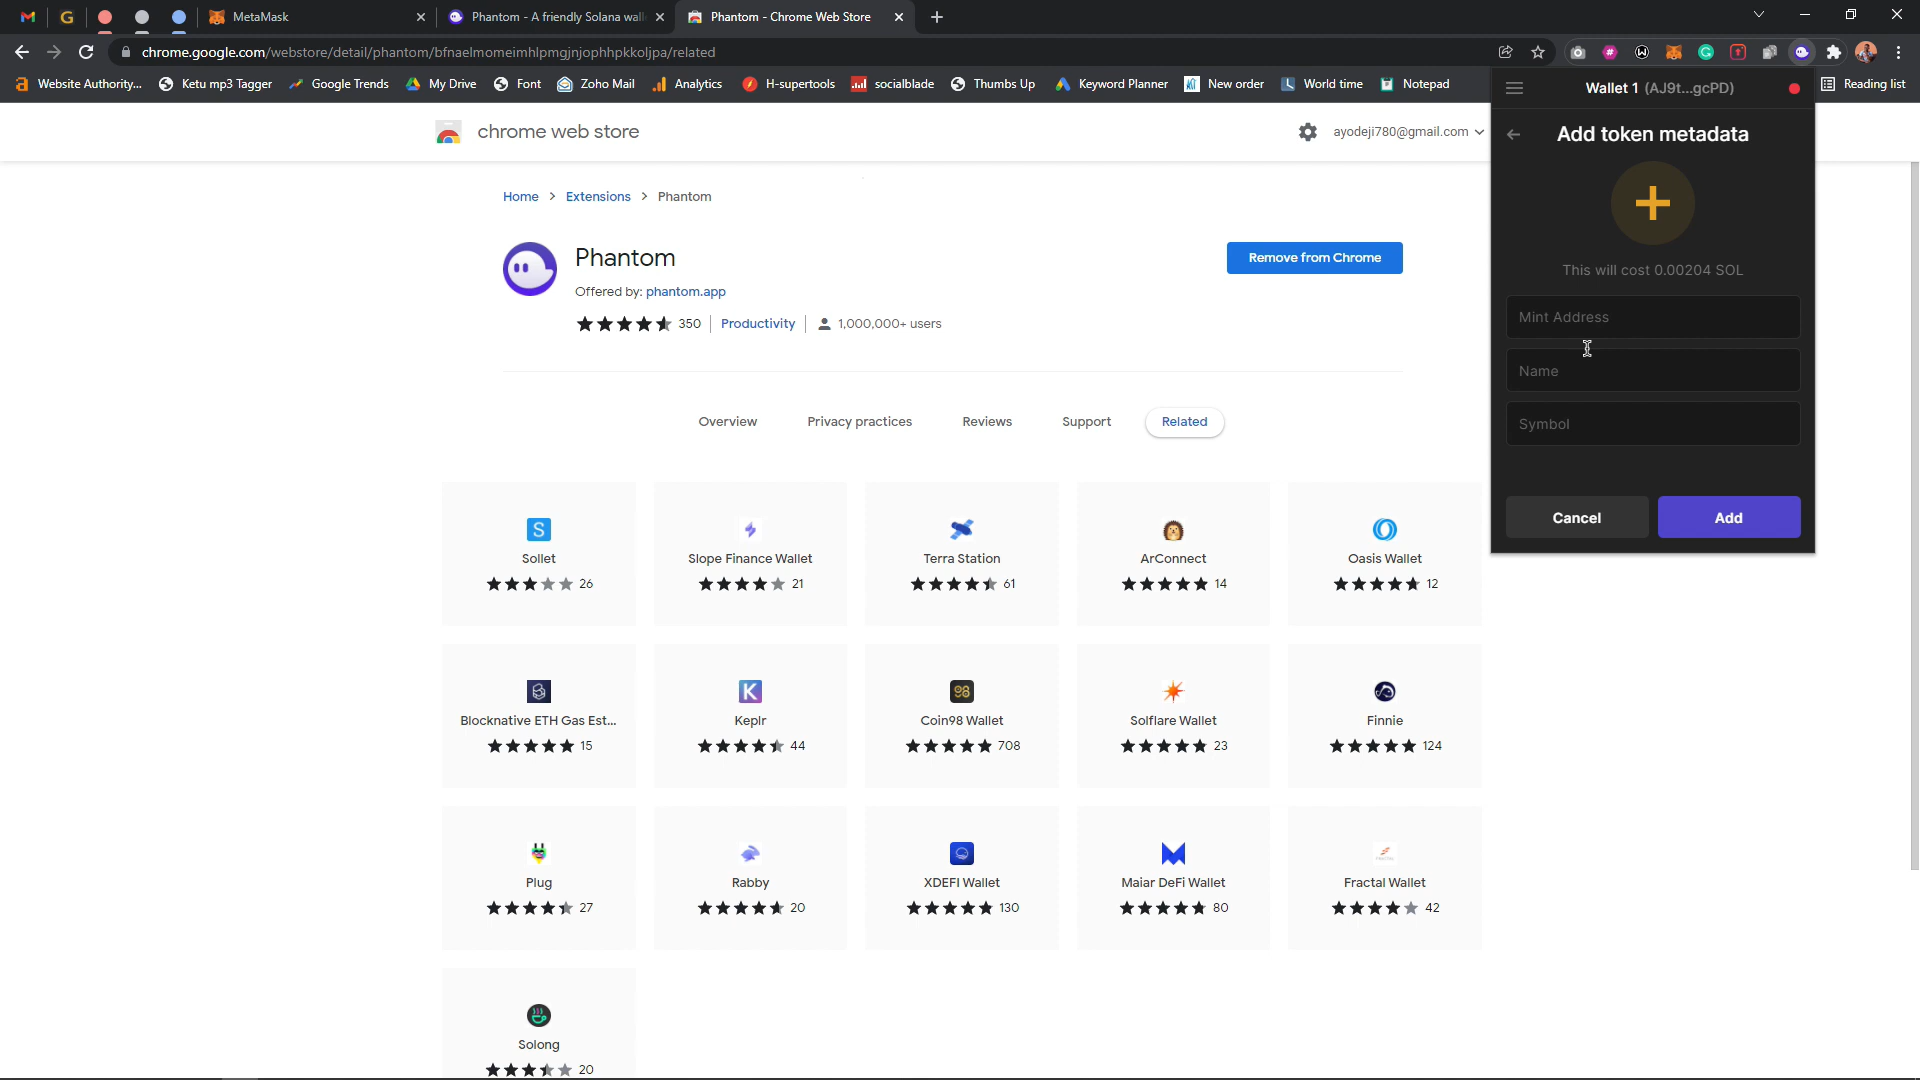 MetaMask
Phantom - A friendly Solana wall
Phantom - Chrome Web Store
chrome.google.com/webstore/detail/phantom/bfnaelmomeimhlpmgjnjophhpkkoljpa/related
Website Authority...
Ketu mp3 Tagger
Google Trends
My Drive
Font
Zoho Mail
Analytics
H-supertools
socialblade
Thumbs Up
Keyword Planner
New order
World time
Notepad
Reading list
chrome web store
ayodeji780@gmail.com
Home > Extensions > Phantom
Phantom
Remove from Chrome
Offered by: phantom.app
350
Productivity
1,000,000+ users
Overview
Privacy practices
Reviews
Support
Related
Sollet
26
Slope Finance Wallet
21
Terra Station
61
ArConnect
14
Oasis Wallet
12
Blocknative ETH Gas Est...
15
Keplr
44
Coin98 Wallet
708
Solflare Wallet
23
Finnie
124
Plug
27
Rabby
20
XDEFI Wallet
130
Maiar DeFi Wallet
80
Fractal Wallet
42
Solong
20
Wallet 1 (AJ9t...gcPD)
Add token metadata
This will cost 0.00204 SOL
Mint Address
Name
Symbol
Cancel
Add